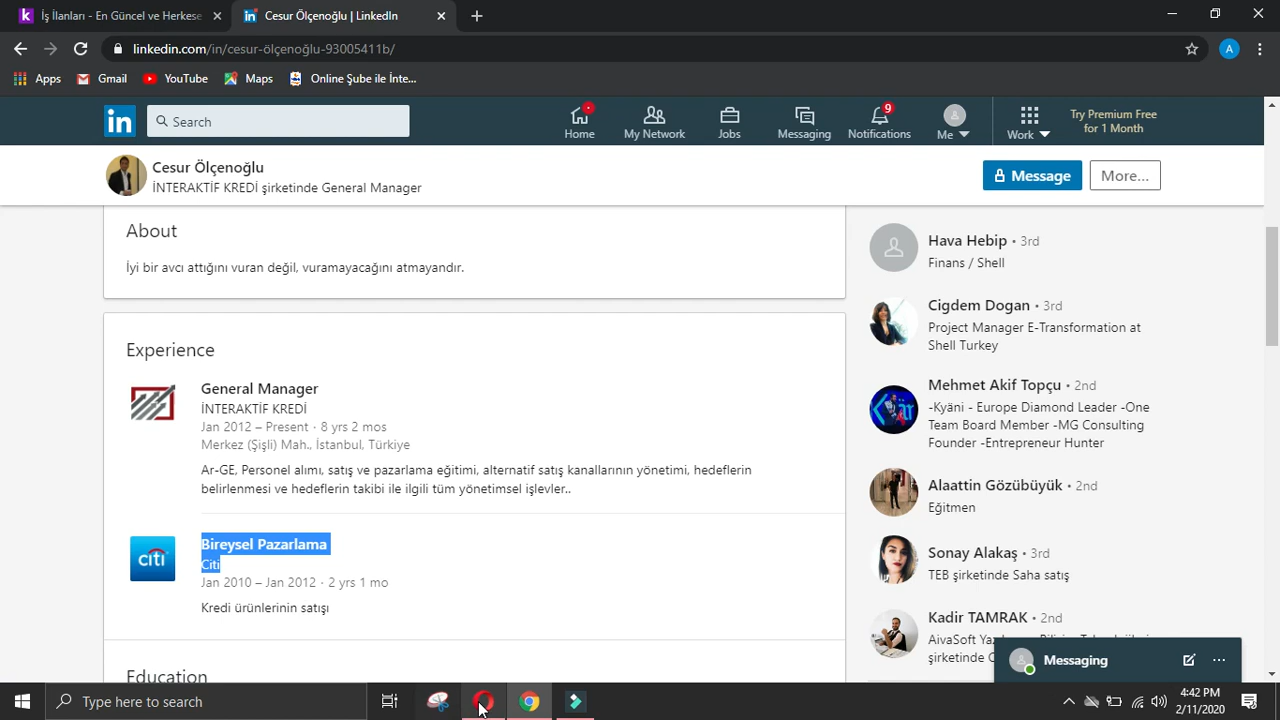 İş İlanları - En Güncel ve Herkese
Cesur Ölçenoğlu | LinkedIn
linkedin.com/in/cesur-ölçenoğlu-93005411b/
A
Apps
Gmail
YouTube
Maps
Online Şube ile İnte...
in
Search
Home
My Network
Jobs
Messaging
9
Notifications
Me
Work
Try Premium Free
for 1 Month
Cesur Ölçenoğlu
İNTERAKTİF KREDİ şirketinde General Manager
Message
More...
About
İyi bir avcı attığını vuran değil, vuramayacağını atmayandır.
Experience
General Manager
İNTERAKTİF KREDİ
Jan 2012 – Present · 8 yrs 2 mos
Merkez (Şişli) Mah., İstanbul, Türkiye
Ar-GE, Personel alımı, satış ve pazarlama eğitimi, alternatif satış kanallarının yönetimi, hedeflerin
belirlenmesi ve hedeflerin takibi ile ilgili tüm yönetimsel işlevler..
citi
Bireysel Pazarlama
Citi
Jan 2010 – Jan 2012 · 2 yrs 1 mo
Kredi ürünlerinin satışı
Education
Hava Hebip • 3rd
Finans / Shell
Cigdem Dogan • 3rd
Project Manager E-Transformation at
Shell Turkey
Mehmet Akif Topçu • 2nd
-Kyäni - Europe Diamond Leader -One
Team Board Member -MG Consulting
Founder -Entrepreneur Hunter
Alaattin Gözübüyük • 2nd
Eğitmen
Sonay Alakaş • 3rd
TEB şirketinde Saha satış
Kadir TAMRAK • 2nd
şirketinde
Messaging
Type here to search
4:42 PM
2/11/2020